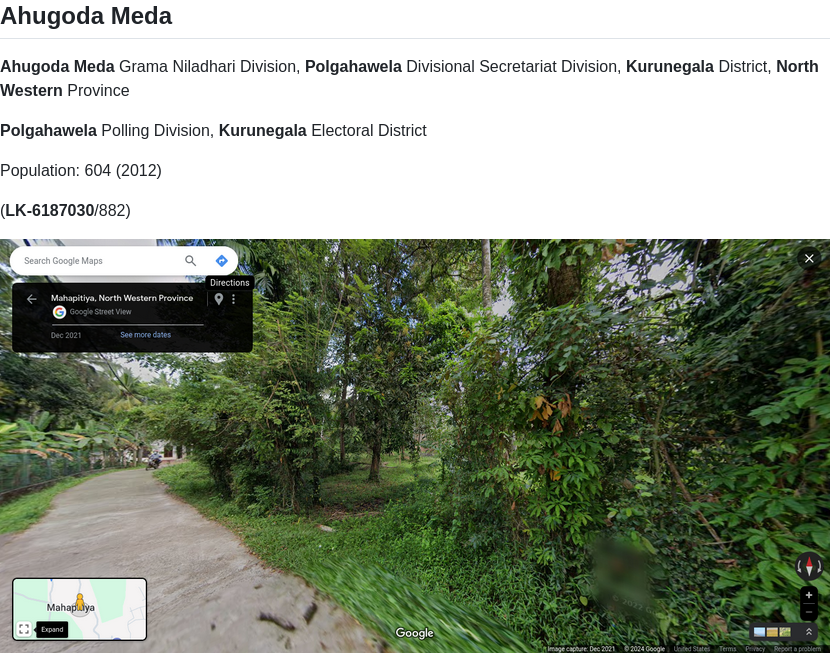 Ahugoda Meda
Ahugoda Meda Grama Niladhari Division, Polgahawela Divisional Secretariat Division, Kurunegala District, North
Western Province
Polgahawela Polling Division, Kurunegala Electoral District
Population: 604 (2012)
(LK-6187030/882)
Search Google Maps
Directions
Mahapitiya, North Western Province
Google Street View
Dec 2021
See more dates
Mahapitiya
Expand
Google
Image capture: Dec 2021 © 2024 Google United States Terms Privacy Report a problem